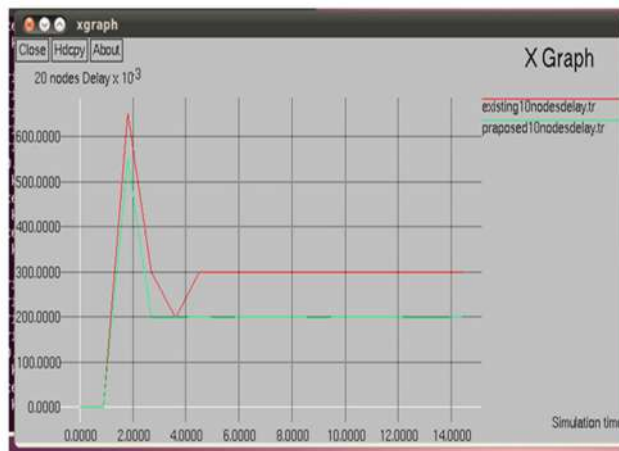 xgraph
Close Hdcpy About
X Graph
20 nodes Delay x 10-3
existing10nodesdelay.tr
praposed10nodesdelay.tr
600.0000
500.0000
400.0000
300.0000
200.0000
100.0000
0.0000
Simulation time
0.0000 2.0000 4.0000 6.0000 8.0000 10.0000 12.0000 14.0000